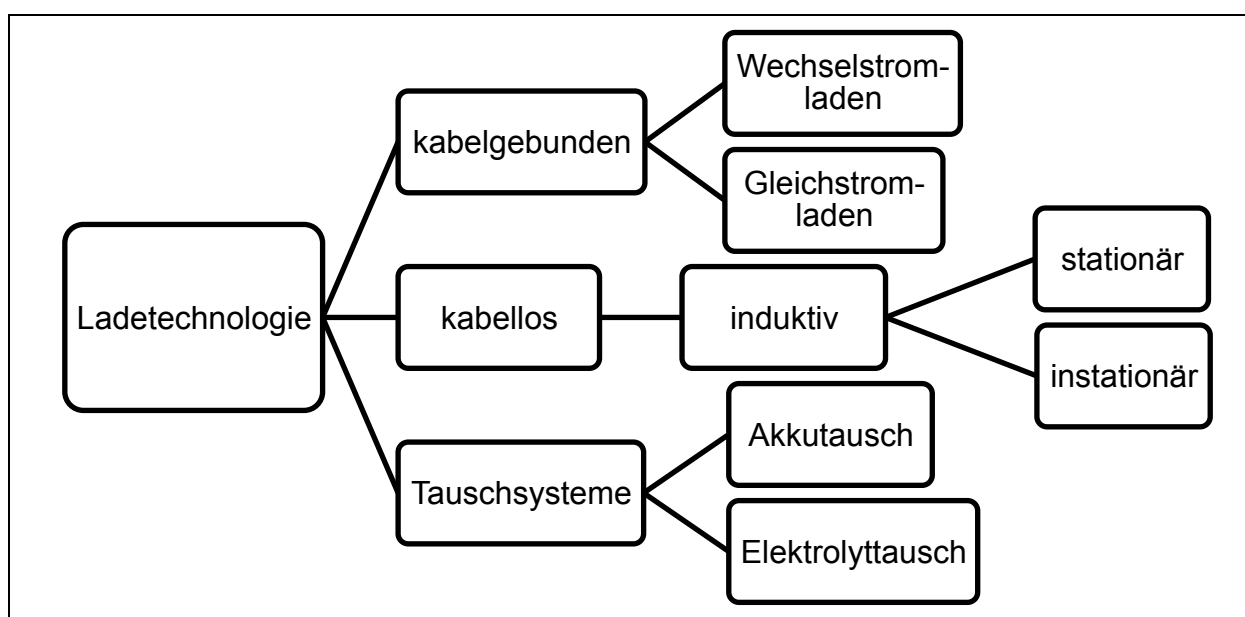 Wechselstrom-
laden
kabelgebunden
Gleichstrom-
laden
stationär
Ladetechnologie
kabellos
induktiv
instationär
Akkutausch
Tauschsysteme
Elektrolyttausch